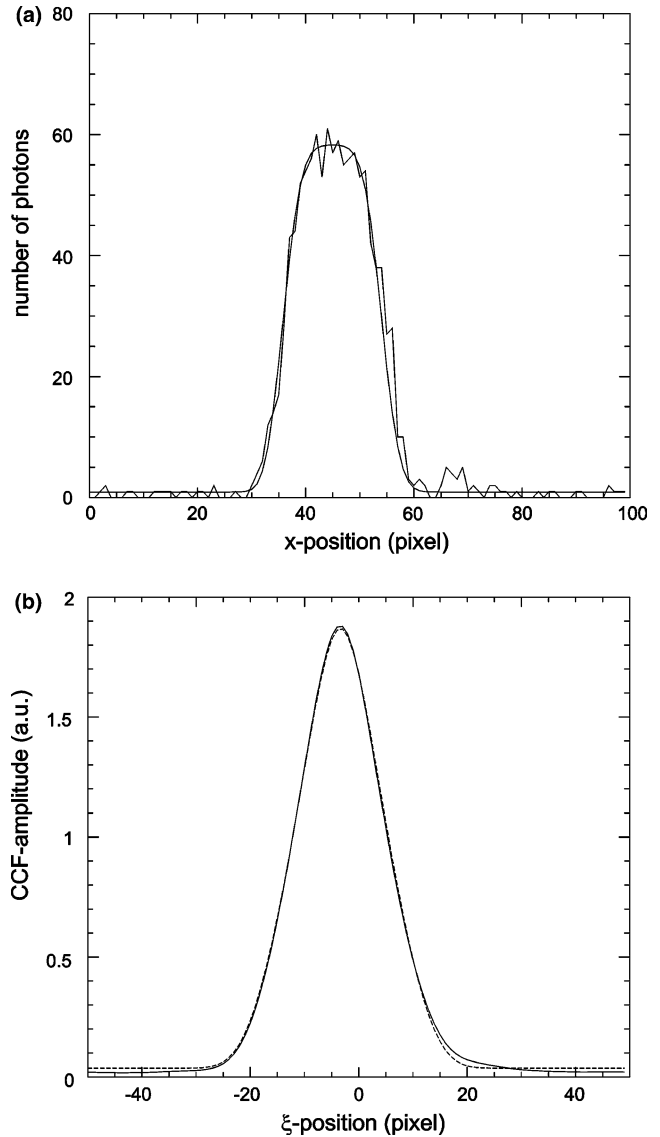 (a)
80
60
40
20
0
number of photons
0 20 40 60 80 100
x-position (pixel)
(b)
2
1.5
1
0.5
0
CCF-amplitude (a.u.)
-40 -20 0 20 40
ξ-position (pixel)